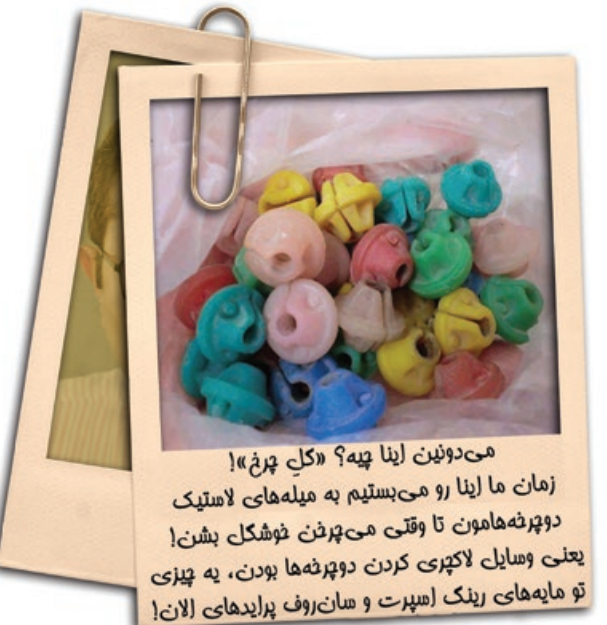 می‌دونین اینا چیه؟ «گلِ چرخ»!
زمان ما اینا رو می‌بستیم به میله‌های لاستیک
دوچرخه‌هامون تا وقتی می‌چرخن خوشگل بشن!
یعنی وسایل لاکچری کردن دوچرخه‌ها بودن، یه چیزی
تو مایه‌های رینگ اسپرت و سان‌روف پرایدهای الان!